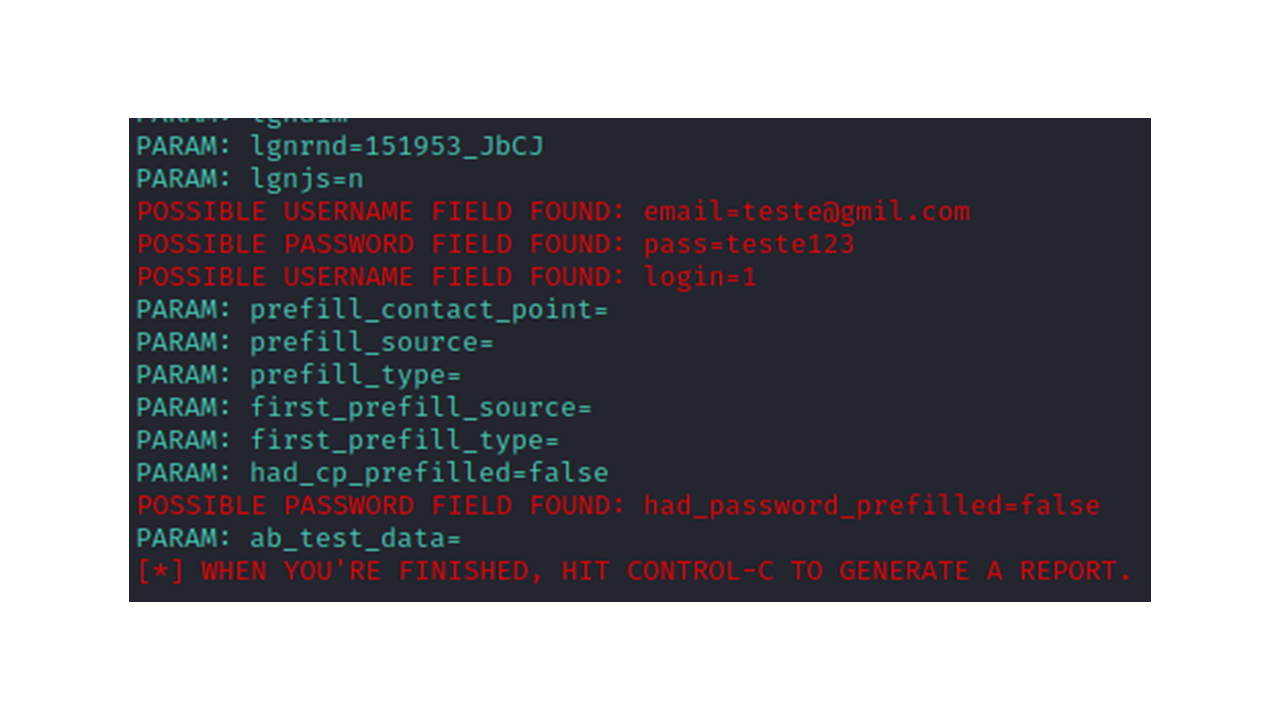 PARAM: lgnrnd=151953_JbCJ
PARAM: lgnjs=n
POSSIBLE USERNAME FIELD FOUND: email=teste@gmil.com
POSSIBLE PASSWORD FIELD FOUND: pass=teste123
POSSIBLE USERNAME FIELD FOUND: login=1
PARAM: prefill_contact_point=
PARAM: prefill_source=
PARAM: prefill_type=
PARAM: first_prefill_source=
PARAM: first_prefill_type=
PARAM: had_cp_prefilled=false
POSSIBLE PASSWORD FIELD FOUND: had_password_prefilled=false
PARAM: ab_test_data=
[*] WHEN YOU'RE FINISHED, HIT CONTROL-C TO GENERATE A REPORT.